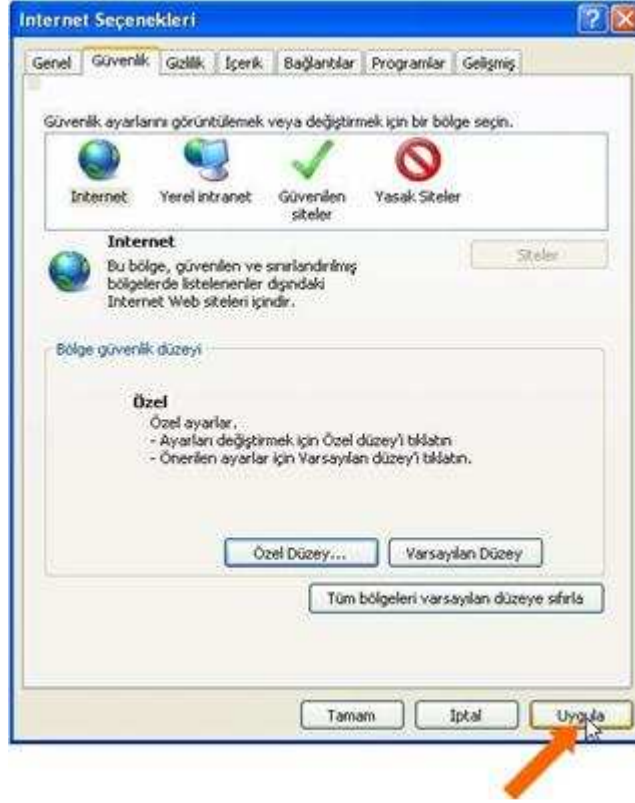 Internet Seçenekleri
Genel Güvenlik Gizlilik İçerik Bağlantılar Programlar Gelişmiş
Güvenlik ayarlarını görüntülemek veya değiştirmek için bir bölge seçin.
Internet Yerel intranet Güvenilen siteler Yasak Siteler
Internet
Siteler
Bu bölge, güvenilen ve sınırlandırılmış
bölgelerde listelenenler dışındaki
Internet Web siteleri içindir.
Bölge güvenlik düzeyi
Özel
Özel ayarlar.
- Ayarları değiştirmek için Özel düzey'i tıklatın
- Önerilen ayarlar için Varsayılan düzey'i tıklatın.
Özel Düzey... Varsayılan Düzey
Tüm bölgeleri varsayılan düzeye sıfırla
Tamam İptal Uygula